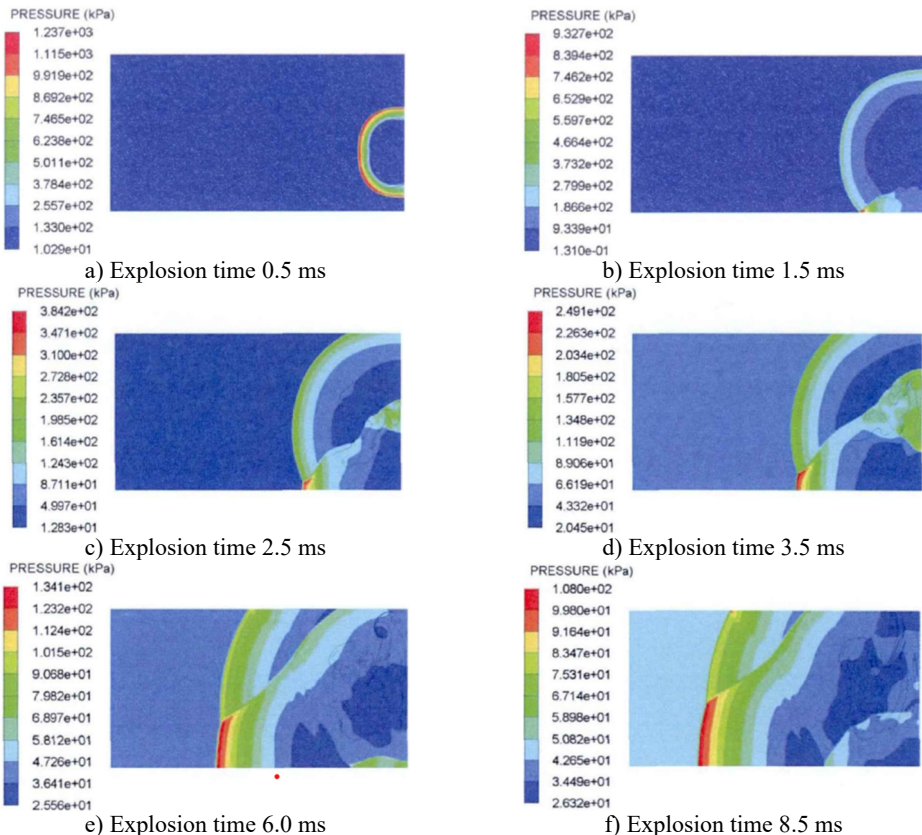 PRESSURE (kPa)
1.237e+03
1.115e+03
9.919e+02
8.692e+02
7.465e+02
6.238e+02
5.011e+02
3.784e+02
2.557e+02
1.330e+02
1.029e+01
a) Explosion time 0.5 ms
PRESSURE (kPa)
9.327e+02
8.394e+02
7.462e+02
6.529e+02
5.597e+02
4.664e+02
3.732e+02
2.799e+02
1.866e+02
9.339e+01
1.310e-01
b) Explosion time 1.5 ms
PRESSURE (kPa)
3.842e+02
3.471e+02
3.100e+02
2.728e+02
2.357e+02
1.985e+02
1.614e+02
1.243e+02
8.711e+01
4.997e+01
1.283e+01
c) Explosion time 2.5 ms
PRESSURE (kPa)
2.491e+02
2.263e+02
2.034e+02
1.805e+02
1.577e+02
1.348e+02
1.119e+02
8.906e+01
6.619e+01
4.332e+01
2.045e+01
d) Explosion time 3.5 ms
PRESSURE (kPa)
1.341e+02
1.232e+02
1.124e+02
1.015e+02
9.068e+01
7.982e+01
6.897e+01
5.812e+01
4.726e+01
3.641e+01
2.556e+01
e) Explosion time 6.0 ms
PRESSURE (kPa)
1.080e+02
9.980e+01
9.164e+01
8.347e+01
7.531e+01
6.714e+01
5.898e+01
5.082e+01
4.265e+01
3.449e+01
2.632e+01
f) Explosion time 8.5 ms